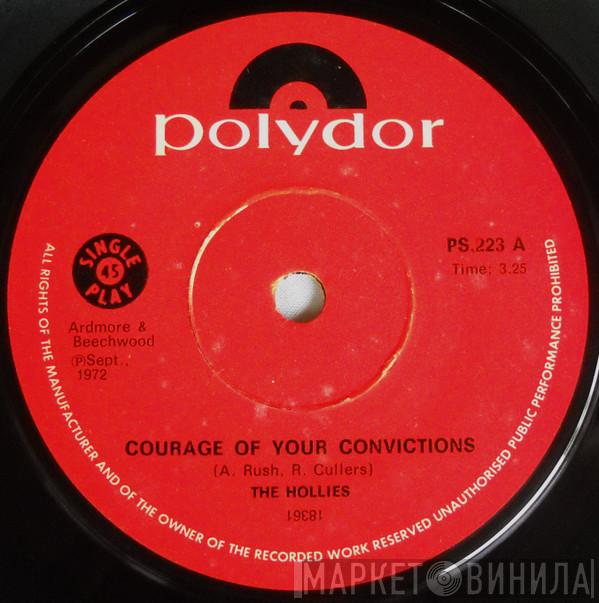 polydor
SINGLE
45
PLAY
PS.223 A
Time; 3.25
Ardmore &
Beechwood
℗Sept.,
1972
COURAGE OF YOUR CONVICTIONS
(A. Rush, R. Cullers)
THE HOLLIES
18361
ALL RIGHTS OF THE MANUFACTURER AND OF THE OWNER OF THE RECORDED WORK RESERVED UNAUTHORISED PUBLIC PERFORMANCE PROHIBITED
МАРКЕТ ВИНИЛА